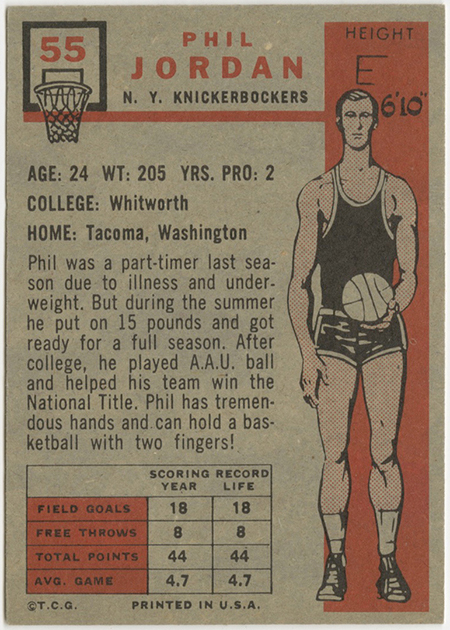 55
PHIL
JORDAN
N. Y. KNICKERBOCKERS
HEIGHT
E
6'10"
AGE: 24 WT: 205 YRS. PRO: 2
COLLEGE: Whitworth
HOME: Tacoma, Washington
Phil was a part-timer last sea-
son due to illness and under-
weight. But during the summer
he put on 15 pounds and got
ready for a full season. After
college, he played A.A.U. ball
and helped his team win the
National Title. Phil has tremen-
dous hands and can hold a bas-
ketball with two fingers!
SCORING RECORD
YEAR LIFE
FIELD GOALS 18 18
FREE THROWS 8 8
TOTAL POINTS 44 44
AVG. GAME 4.7 4.7
©T.C.G. PRINTED IN U.S.A.